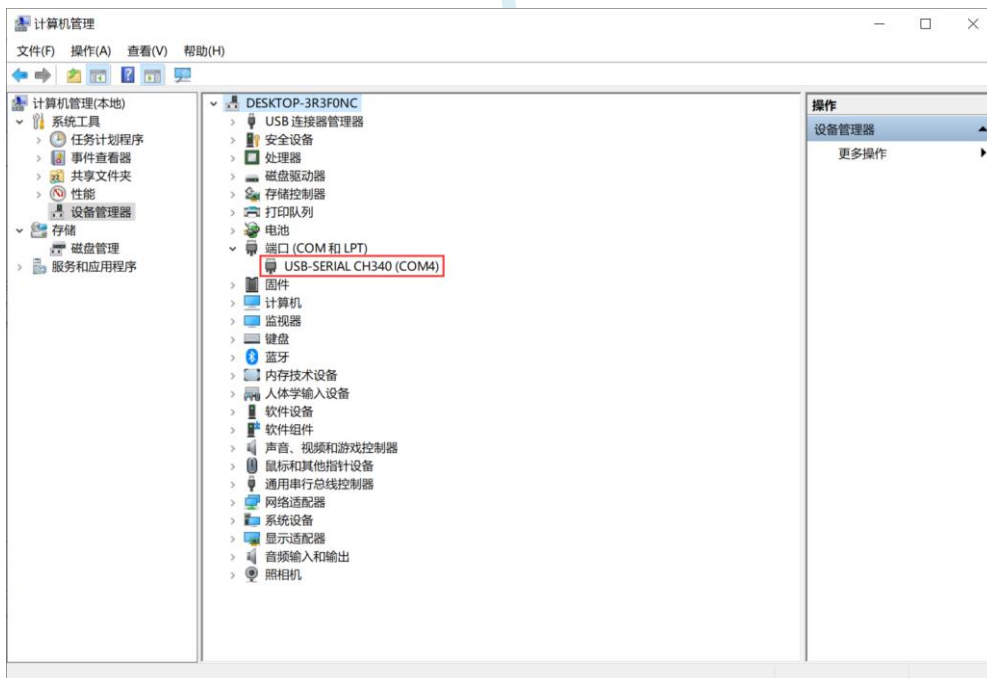 计算机管理
文件(F) 操作(A) 查看(V) 帮助(H)
计算机管理(本地)
系统工具
任务计划程序
事件查看器
共享文件夹
性能
设备管理器
存储
磁盘管理
服务和应用程序
DESKTOP-3R3F0NC
USB 连接器管理器
安全设备
处理器
磁盘驱动器
存储控制器
打印队列
电池
端口 (COM 和 LPT)
USB-SERIAL CH340 (COM4)
固件
计算机
监视器
键盘
蓝牙
内存技术设备
人体学输入设备
软件设备
软件组件
声音、视频和游戏控制器
鼠标和其他指针设备
通用串行总线控制器
网络适配器
系统设备
显示适配器
音频输入和输出
照相机
操作
设备管理器
更多操作